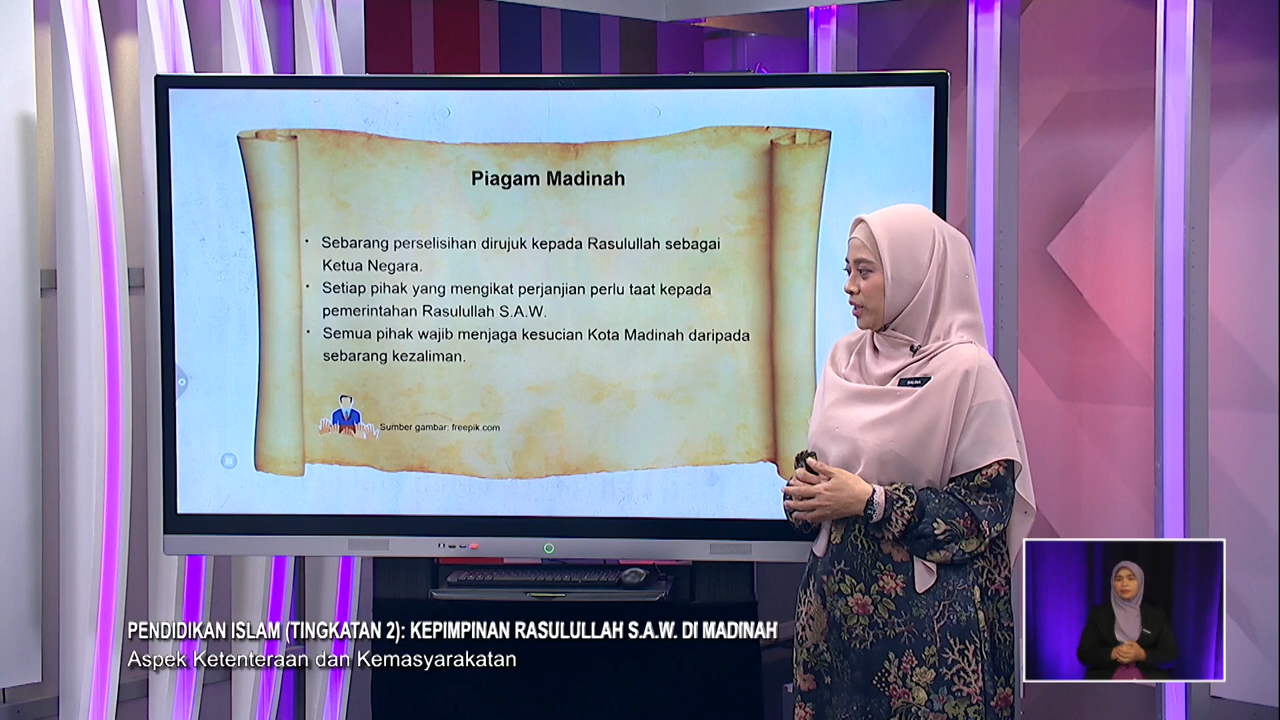 Piagam Madinah
• Sebarang perselisihan dirujuk kepada Rasulullah sebagai
Ketua Negara.
• Setiap pihak yang mengikat perjanjian perlu taat kepada
pemerintahan Rasulullah S.A.W.
• Semua pihak wajib menjaga kesucian Kota Madinah daripada
sebarang kezaliman.
Sumber gambar: freepik.com
PENDIDIKAN ISLAM (TINGKATAN 2): KEPIMPINAN RASULULLAH S.A.W. DI MADINAH
Aspek Ketenteraan dan Kemasyarakatan